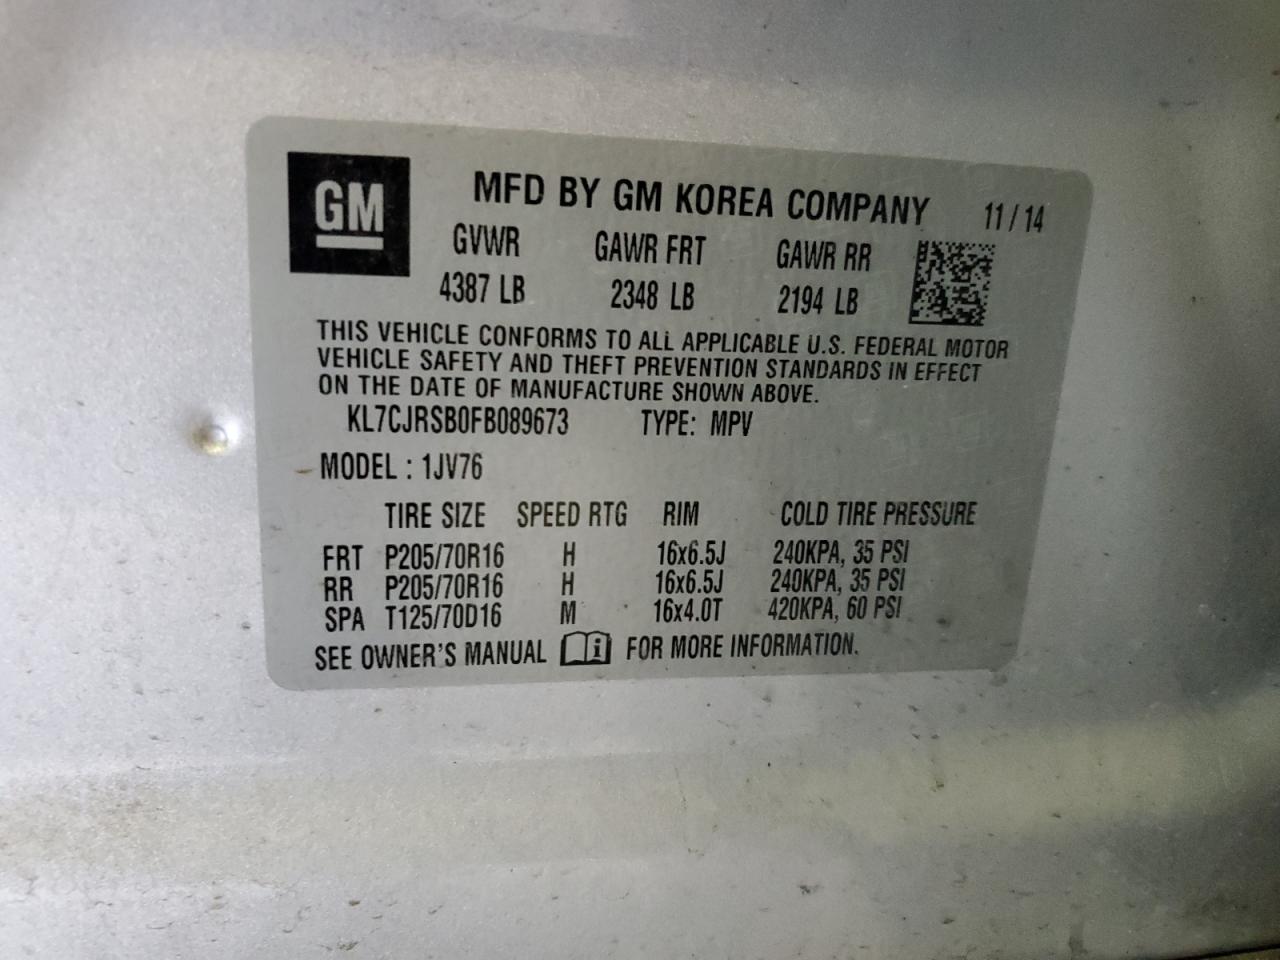 GM
MFD BY GM KOREA COMPANY 11/14
GVWR GAWR FRT GAWR RR
4387 LB 2348 LB 2194 LB
THIS VEHICLE CONFORMS TO ALL APPLICABLE U.S. FEDERAL MOTOR
VEHICLE SAFETY AND THEFT PREVENTION STANDARDS IN EFFECT
ON THE DATE OF MANUFACTURE SHOWN ABOVE.
KL7CJRSB0FB089673 TYPE: MPV
MODEL : 1JV76
TIRE SIZE SPEED RTG RIM COLD TIRE PRESSURE
FRT P205/70R16 H 16x6.5J 240KPA, 35 PSI
RR P205/70R16 H 16x6.5J 240KPA, 35 PSI
SPA T125/70D16 M 16x4.0T 420KPA, 60 PSI
SEE OWNER'S MANUAL i FOR MORE INFORMATION.